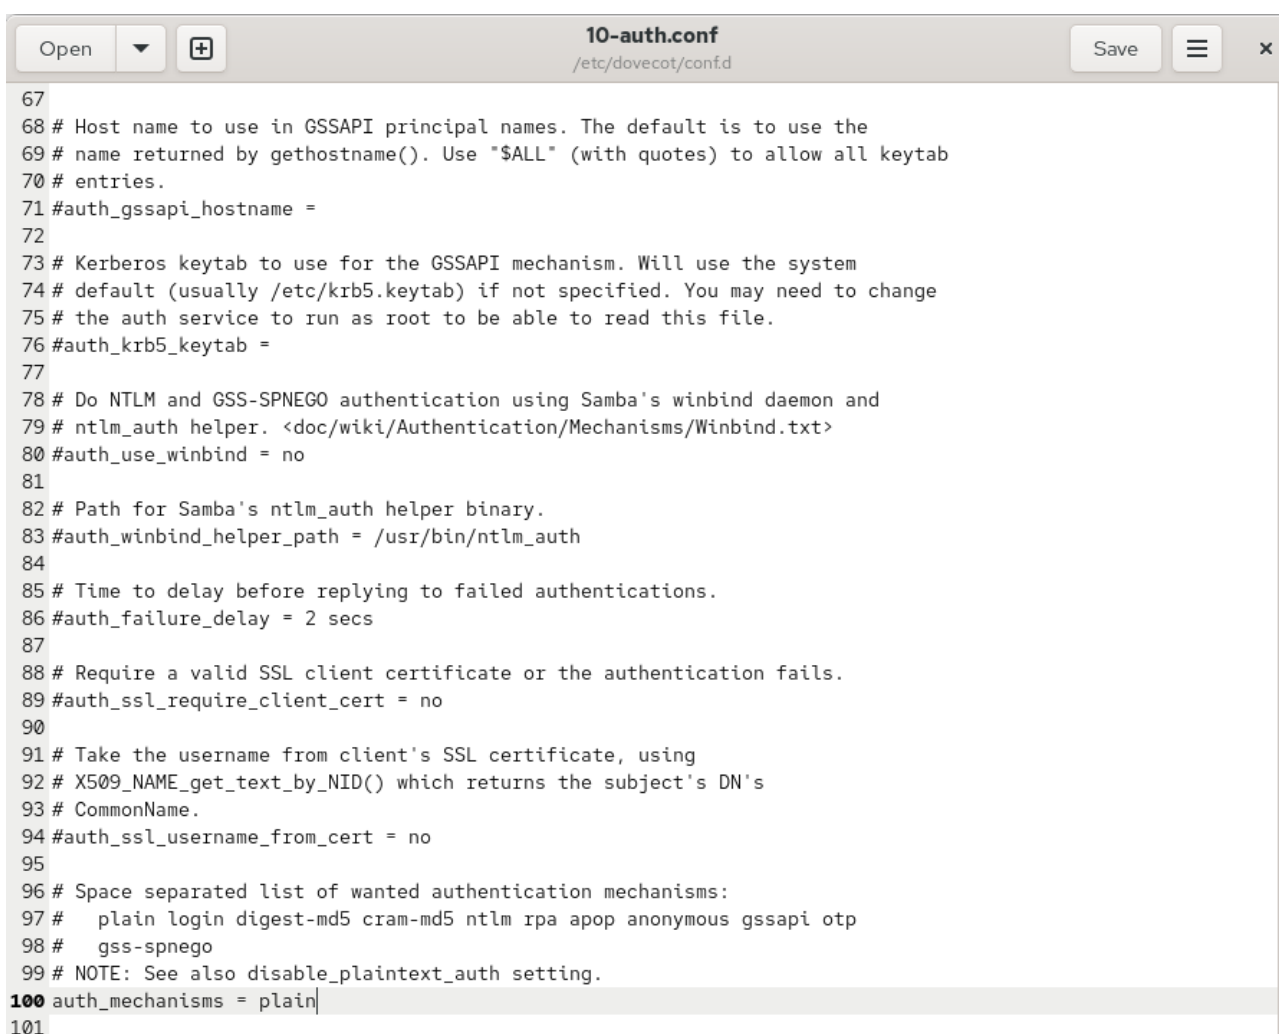 Open
10-auth.conf
/etc/dovecot/conf.d
Save
67
68 # Host name to use in GSSAPI principal names. The default is to use the
69 # name returned by gethostname(). Use "$ALL" (with quotes) to allow all keytab
70 # entries.
71 #auth_gssapi_hostname =
72
73 # Kerberos keytab to use for the GSSAPI mechanism. Will use the system
74 # default (usually /etc/krb5.keytab) if not specified. You may need to change
75 # the auth service to run as root to be able to read this file.
76 #auth_krb5_keytab =
77
78 # Do NTLM and GSS-SPNEGO authentication using Samba's winbind daemon and
79 # ntlm_auth helper. <doc/wiki/Authentication/Mechanisms/Winbind.txt>
80 #auth_use_winbind = no
81
82 # Path for Samba's ntlm_auth helper binary.
83 #auth_winbind_helper_path = /usr/bin/ntlm_auth
84
85 # Time to delay before replying to failed authentications.
86 #auth_failure_delay = 2 secs
87
88 # Require a valid SSL client certificate or the authentication fails.
89 #auth_ssl_require_client_cert = no
90
91 # Take the username from client's SSL certificate, using
92 # X509_NAME_get_text_by_NID() which returns the subject's DN's
93 # CommonName.
94 #auth_ssl_username_from_cert = no
95
96 # Space separated list of wanted authentication mechanisms:
97 #   plain login digest-md5 cram-md5 ntlm rpa apop anonymous gssapi otp
98 #   gss-spnego
99 # NOTE: See also disable_plaintext_auth setting.
100 auth_mechanisms = plain
101